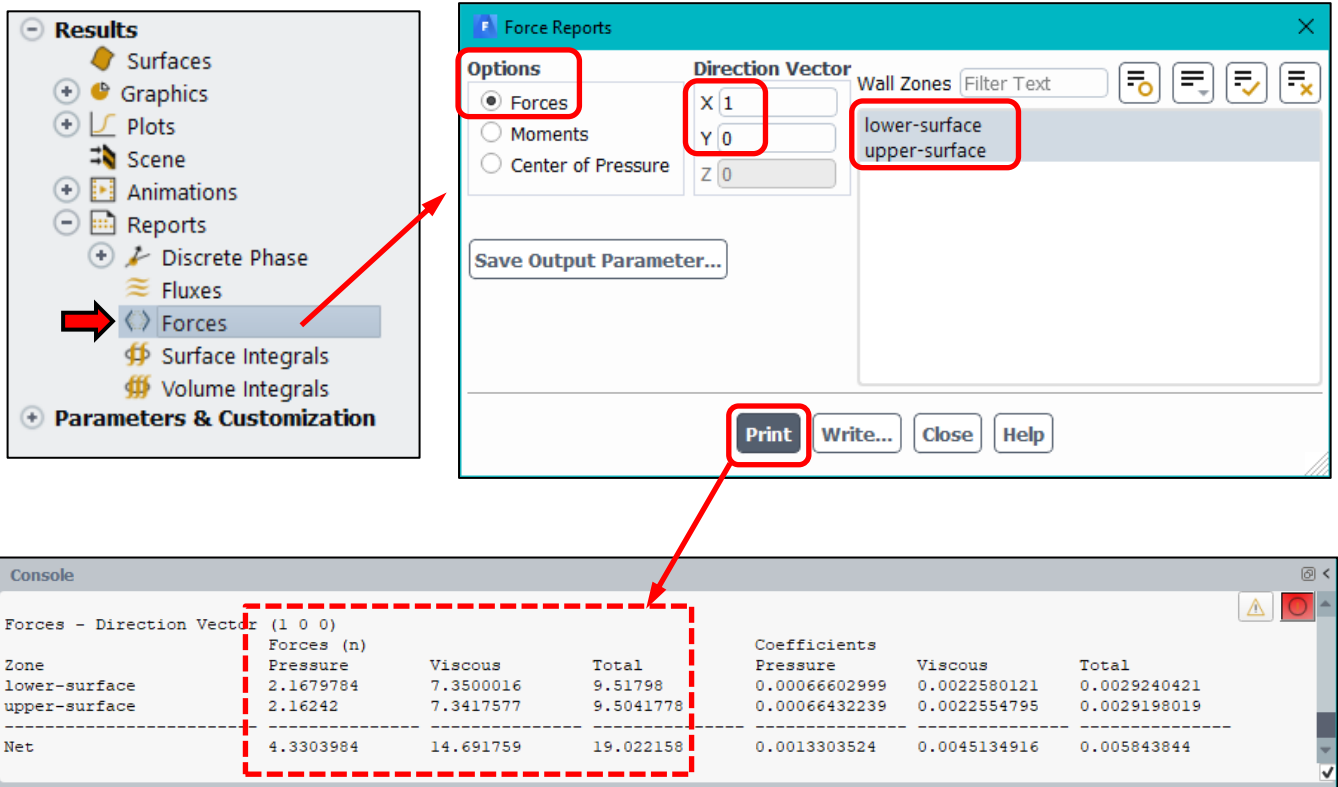 Results
Surfaces
Graphics
Plots
Scene
Animations
Reports
Discrete Phase
Fluxes
Forces
Surface Integrals
Volume Integrals
Parameters & Customization
F Force Reports
Options
Forces
Moments
Center of Pressure
Direction Vector
X 1
Y 0
Z 0
Wall Zones Filter Text
lower-surface
upper-surface
Save Output Parameter...
Print Write... Close Help
Console
Forces - Direction Vector (1 0 0)
Forces (n) Coefficients
Zone Pressure Viscous Total Pressure Viscous Total
lower-surface 2.1679784 7.3500016 9.51798 0.00066602999 0.0022580121 0.0029240421
upper-surface 2.16242 7.3417577 9.5041778 0.00066432239 0.0022554795 0.0029198019
Net 4.3303984 14.691759 19.022158 0.0013303524 0.0045134916 0.005843844